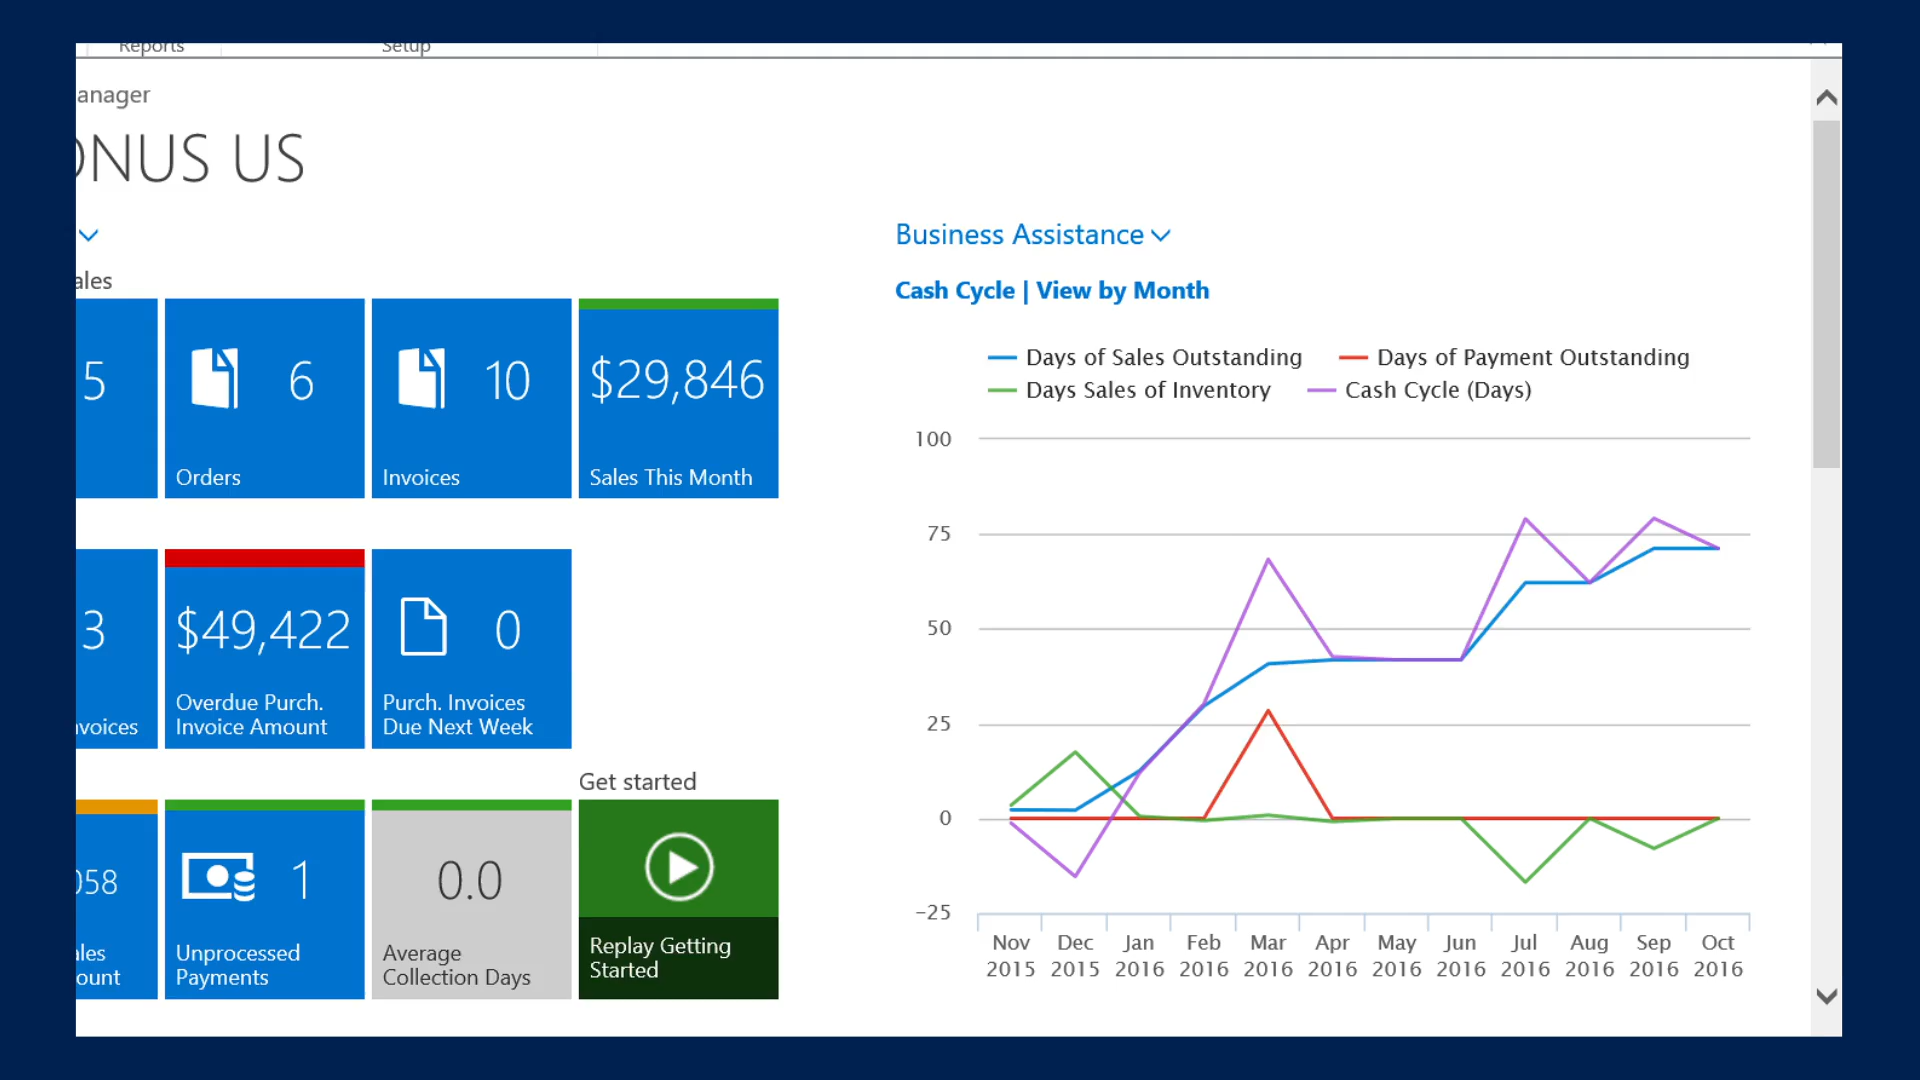 Reports Setup
anager
ONUS US
Business Assistance
ales
Cash Cycle | View by Month
5
6
10
$29,846
Orders
Invoices
Sales This Month
Days of Sales Outstanding
Days of Payment Outstanding
Days Sales of Inventory
Cash Cycle (Days)
100
75
50
25
0
-25
3
$49,422
0
voices
Overdue Purch.
Invoice Amount
Purch. Invoices
Due Next Week
Get started
058
1
0.0
ales
ount
Unprocessed
Payments
Average
Collection Days
Replay Getting
Started
Nov Dec Jan Feb Mar Apr May Jun Jul Aug Sep Oct
2015 2015 2016 2016 2016 2016 2016 2016 2016 2016 2016 2016